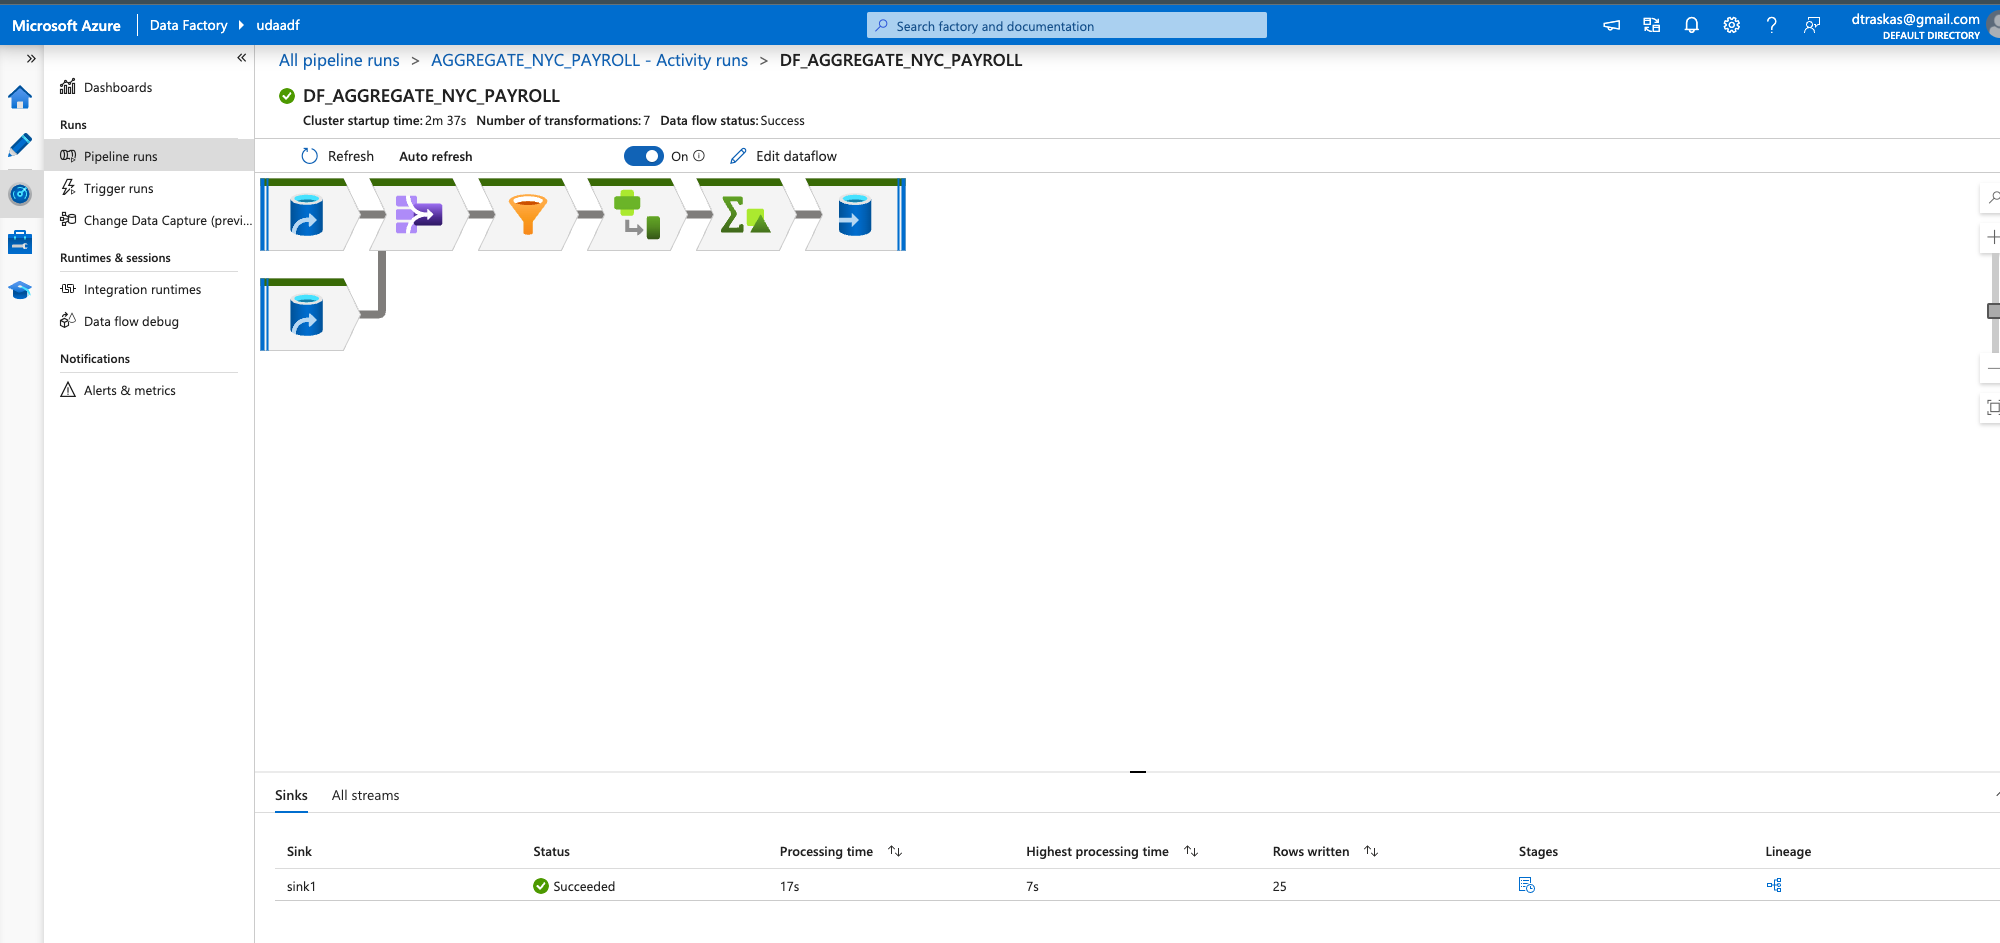 Microsoft Azure
Data Factory
udaadf
Search factory and documentation
?
dtraskas@gmail.com
DEFAULT DIRECTORY
Dashboards
Runs
Pipeline runs
Trigger runs
Change Data Capture (previ...
Runtimes & sessions
Integration runtimes
Data flow debug
Notifications
Alerts & metrics
All pipeline runs > AGGREGATE_NYC_PAYROLL - Activity runs > DF_AGGREGATE_NYC_PAYROLL
DF_AGGREGATE_NYC_PAYROLL
Cluster startup time: 2m 37s Number of transformations: 7 Data flow status: Success
Refresh Auto refresh On Edit dataflow
Sinks All streams
Sink Status Processing time Highest processing time Rows written Stages Lineage
sink1 Succeeded 17s 7s 25